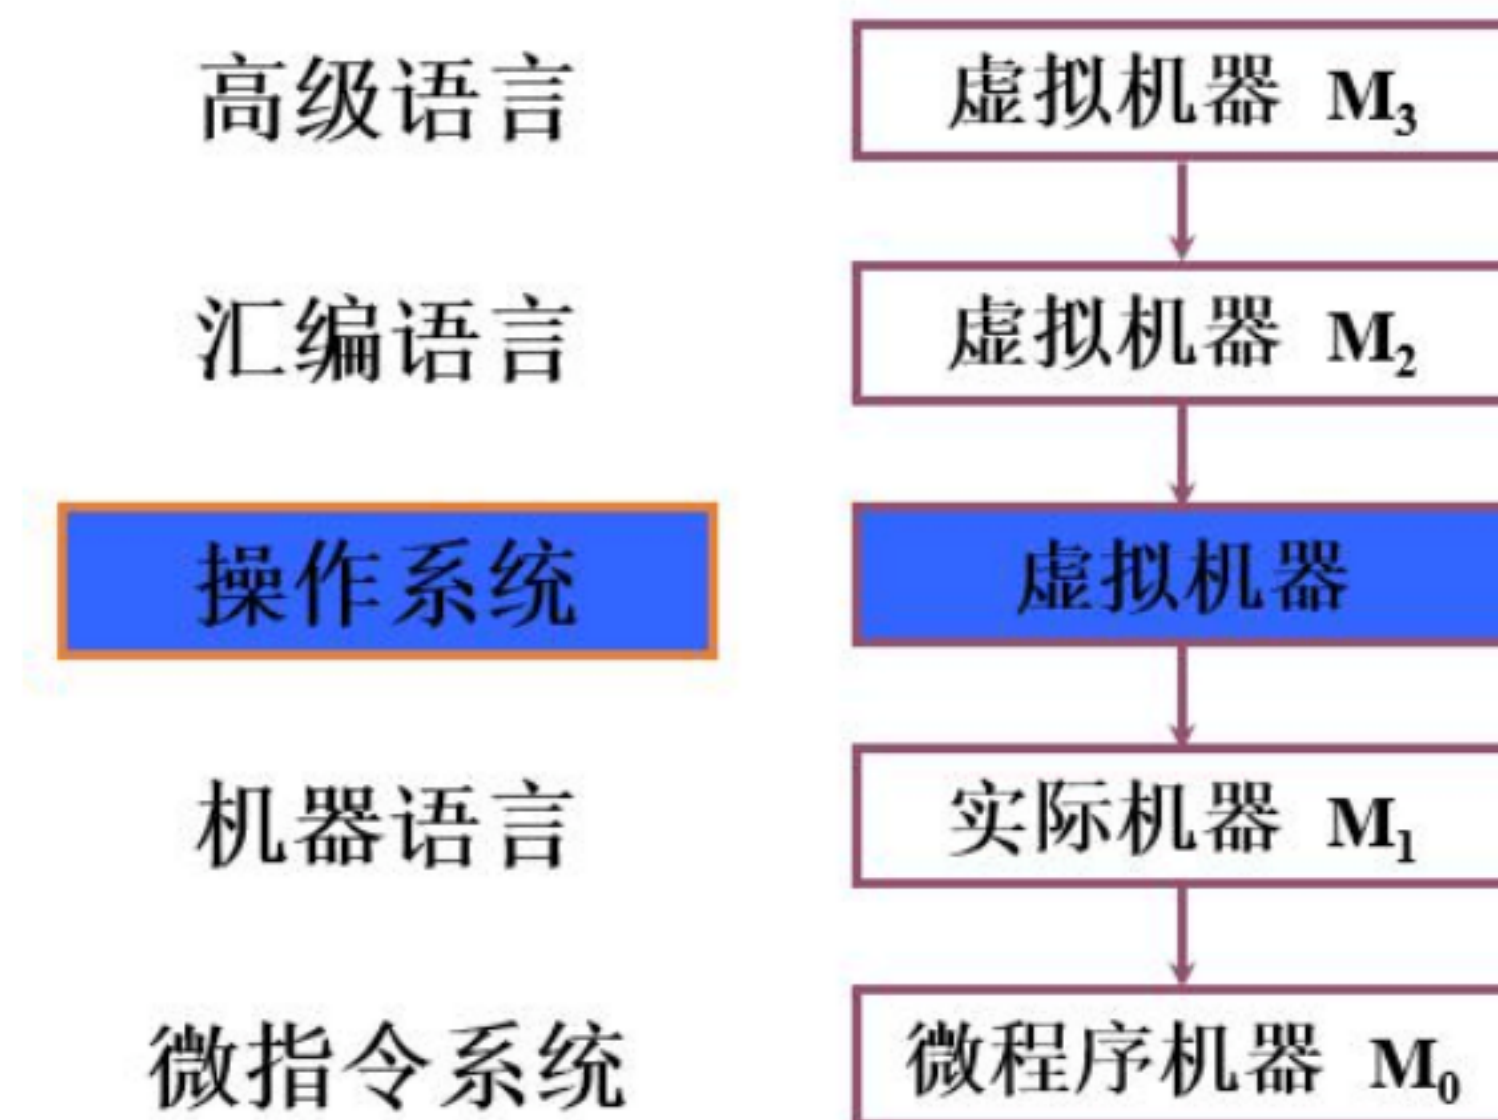 高级语言 虚拟机器 M₃
汇编语言 虚拟机器 M₂
操作系统 虚拟机器
机器语言 实际机器 M₁
微指令系统 微程序机器 M₀